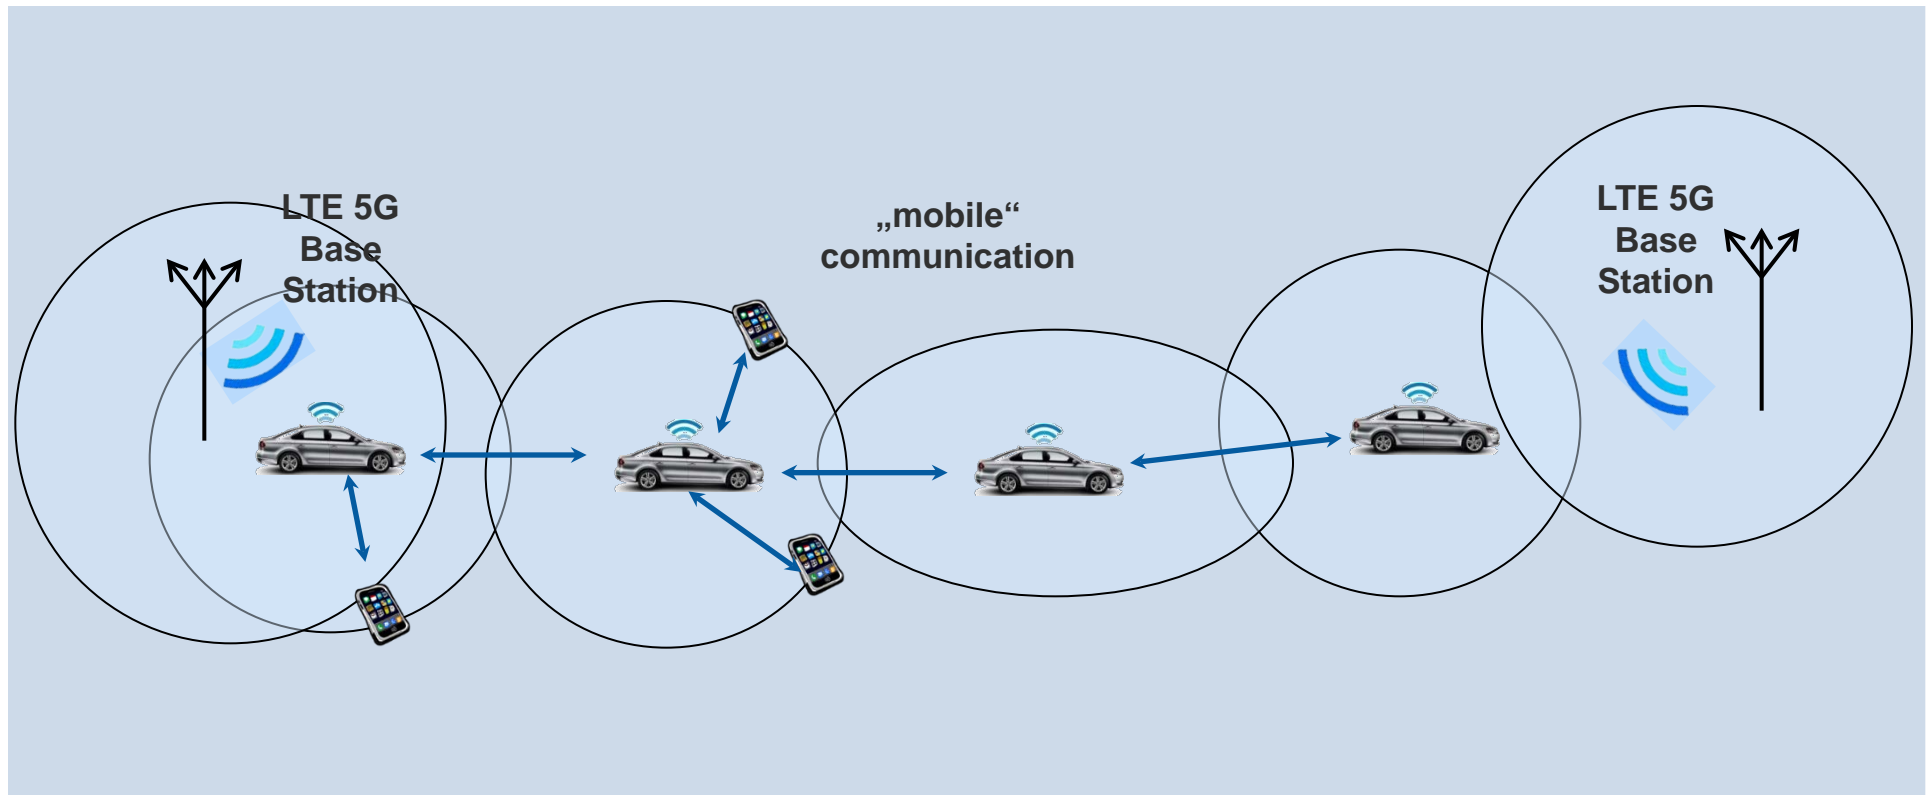 LTE 5G
Base
Station
„mobile“
communication
LTE 5G
Base
Station